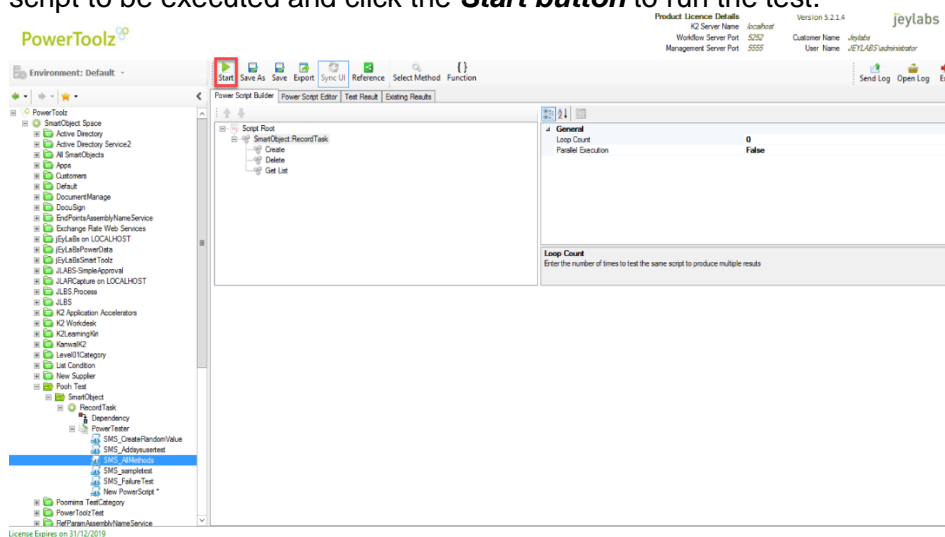 script to be executed and click the Start button to run the test.
PowerToolz
Product Licence Details
K2 Server Name localhost
Workflow Server Port 5252
Management Server Port 5555
Version 5.2.1.4
Customer Name Jeylabs
User Name JEYLABS\administrator
jeylabs
Environment: Default
Start Save As Save Export Sync UI Reference Select Method Function
Send Log Open Log
Power Script Builder Power Script Editor Test Result Existing Results
PowerToolz
SmartObject Space
Active Directory
Active Directory Service2
All SmartObjects
Apps
Customers
Default
DocumentManage
DocuSign
EndPointsAssemblyNameService
Exchange Rate Web Services
jEyLaBs on LOCALHOST
jEyLaBsPowerData
jEyLaBsSmartToolz
JLABS-SimpleApproval
JLARCapture on LOCALHOST
JLBS.Process
JLBS
K2 Application Accelerators
K2 Workdesk
K2LearningKiri
KanwalK2
Level01Category
List Condition
New Supplier
Pooh Test
SmartObject
RecordTask
Dependency
PowerTester
SMS_CreateRandomValue
SMS_Addaysusertest
SMS_AllMethods
SMS_sampletest
SMS_FailureTest
New PowerScript *
Poornima TestCategory
PowerToolzTest
RefParamAssemblyNameService
Script Root
SmartObject:RecordTask
Create
Delete
Get List
General
Loop Count 0
Parallel Execution False
Loop Count
Enter the number of times to test the same script to produce multiple results
License Expires on 31/12/2019